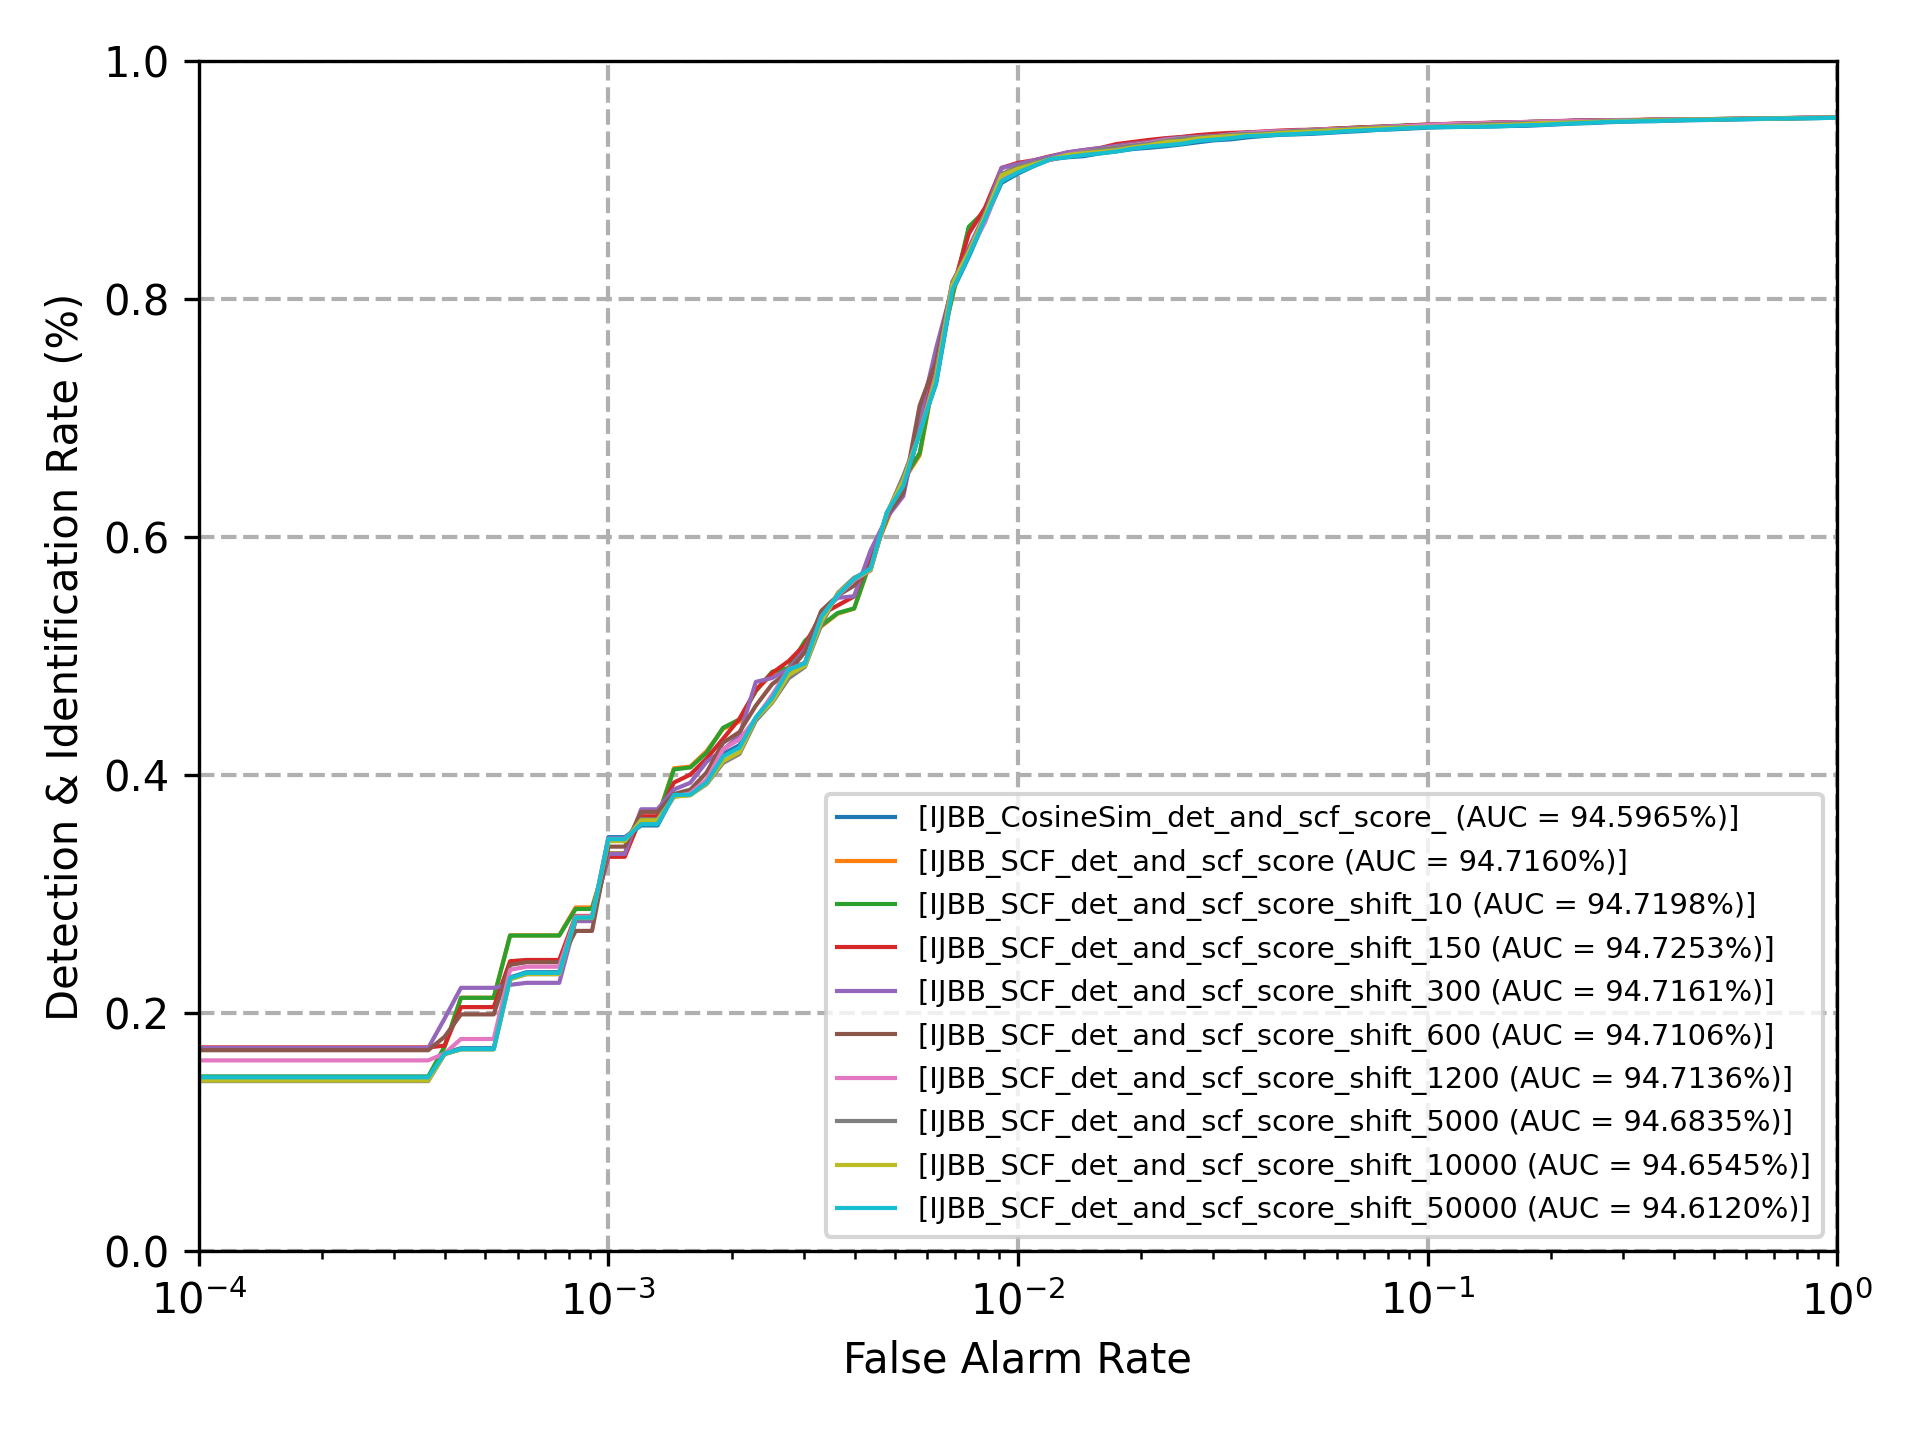 1.0
0.8
0.6
0.4
0.2
0.0
Detection & Identification Rate (%)
[IJBB_CosineSim_det_and_scf_score_ (AUC = 94.5965%)]
[IJBB_SCF_det_and_scf_score (AUC = 94.7160%)]
[IJBB_SCF_det_and_scf_score_shift_10 (AUC = 94.7198%)]
[IJBB_SCF_det_and_scf_score_shift_150 (AUC = 94.7253%)]
[IJBB_SCF_det_and_scf_score_shift_300 (AUC = 94.7161%)]
[IJBB_SCF_det_and_scf_score_shift_600 (AUC = 94.7106%)]
[IJBB_SCF_det_and_scf_score_shift_1200 (AUC = 94.7136%)]
[IJBB_SCF_det_and_scf_score_shift_5000 (AUC = 94.6835%)]
[IJBB_SCF_det_and_scf_score_shift_10000 (AUC = 94.6545%)]
[IJBB_SCF_det_and_scf_score_shift_50000 (AUC = 94.6120%)]
10⁻⁴ 10⁻³ 10⁻² 10⁻¹ 10⁰
False Alarm Rate